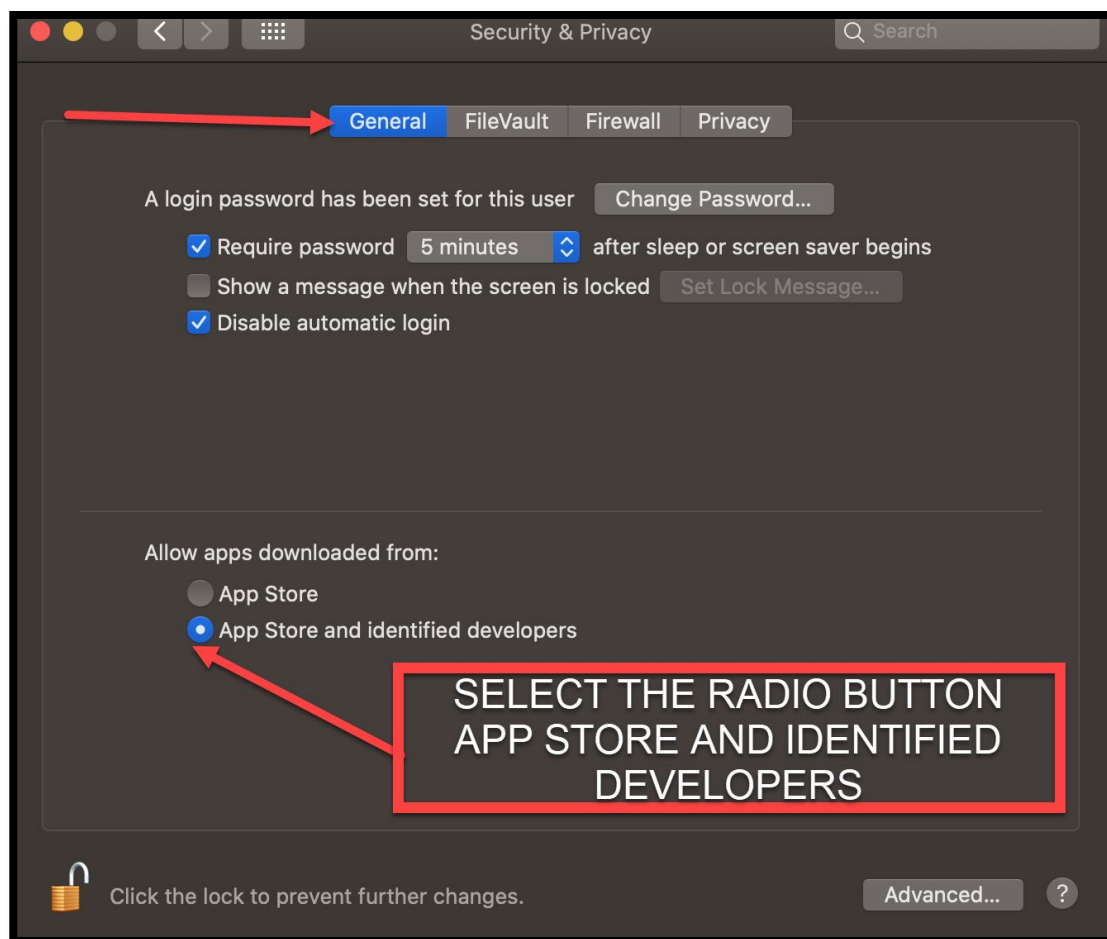 Security & Privacy
Search
General FileVault Firewall Privacy
A login password has been set for this user Change Password...
Require password 5 minutes after sleep or screen saver begins
Show a message when the screen is locked Set Lock Message...
Disable automatic login
Allow apps downloaded from:
App Store
App Store and identified developers
SELECT THE RADIO BUTTON
APP STORE AND IDENTIFIED
DEVELOPERS
Click the lock to prevent further changes.
Advanced... ?